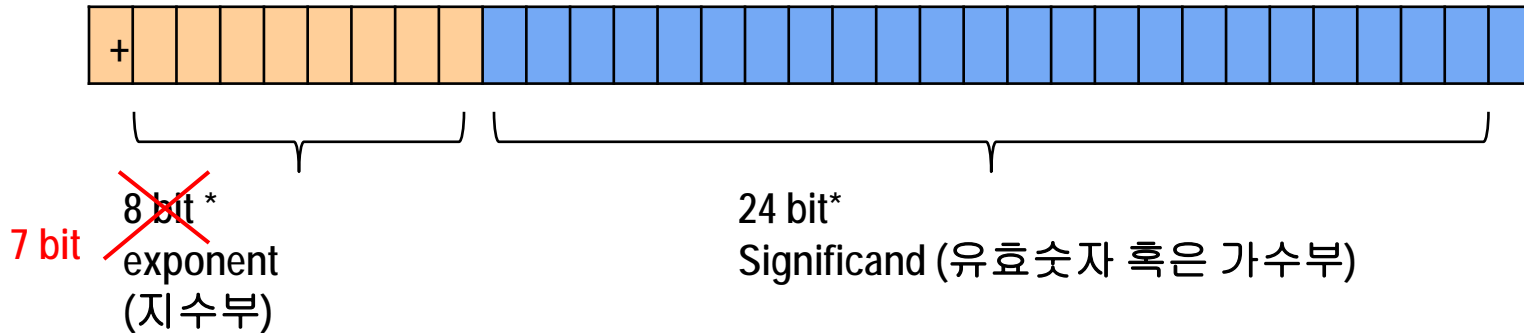 +
8 bit *
7 bit
exponent
(지수부)
24 bit*
Significand (유효숫자 혹은 가수부)